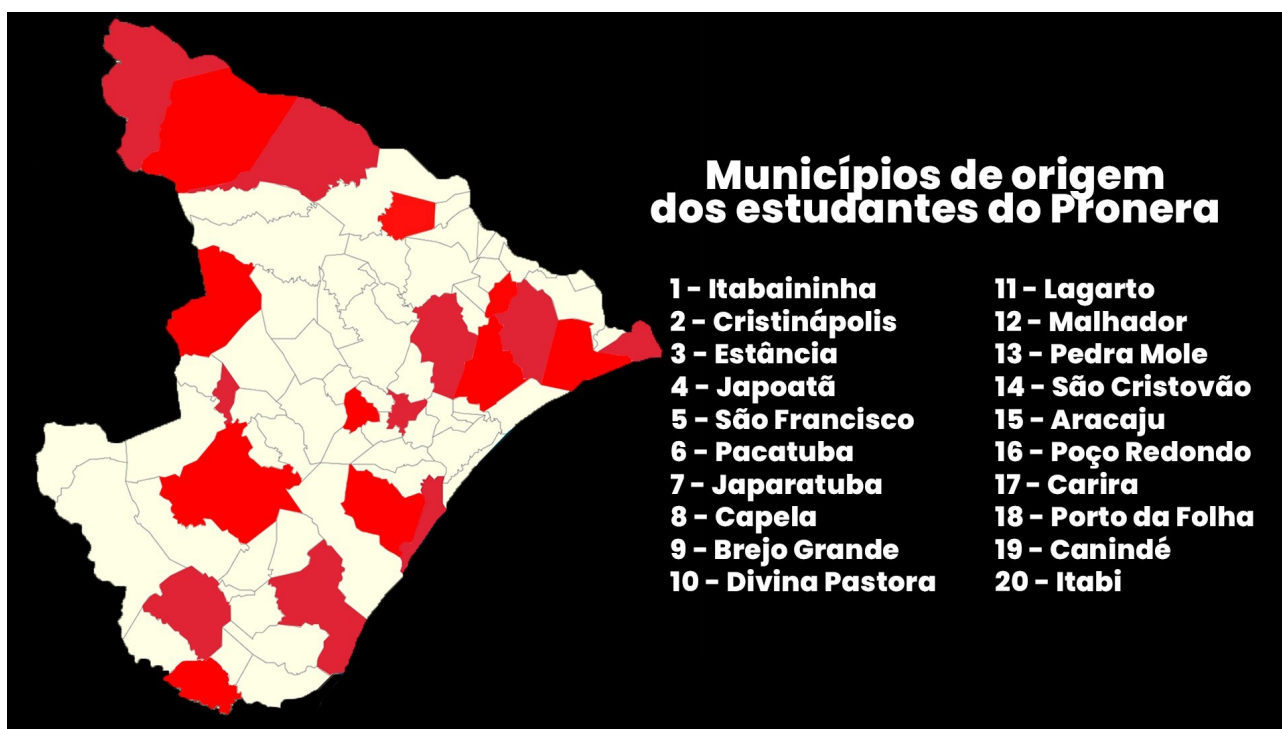 Municípios de origem
dos estudantes do Pronera
1 – Itabaininha
2 – Cristinápolis
3 – Estância
4 – Japoatã
5 – São Francisco
6 – Pacatuba
7 – Japaratuba
8 – Capela
9 – Brejo Grande
10 – Divina Pastora
11 – Lagarto
12 – Malhador
13 – Pedra Mole
14 – São Cristovão
15 – Aracaju
16 – Poço Redondo
17 – Carira
18 – Porto da Folha
19 – Canindé
20 – Itabi